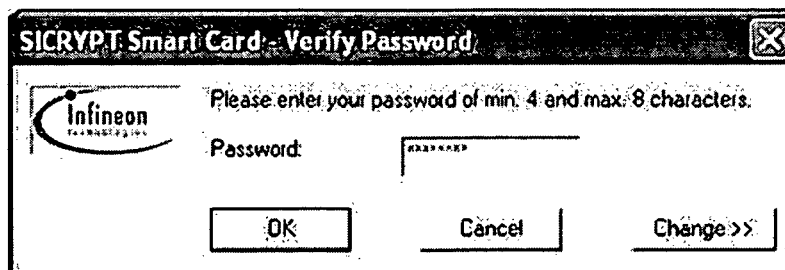 SICRYPT Smart Card - Verify Password
Infineon
technologies
Please enter your password of min. 4 and max. 8 characters.
Password:
********
OK
Cancel
Change >>